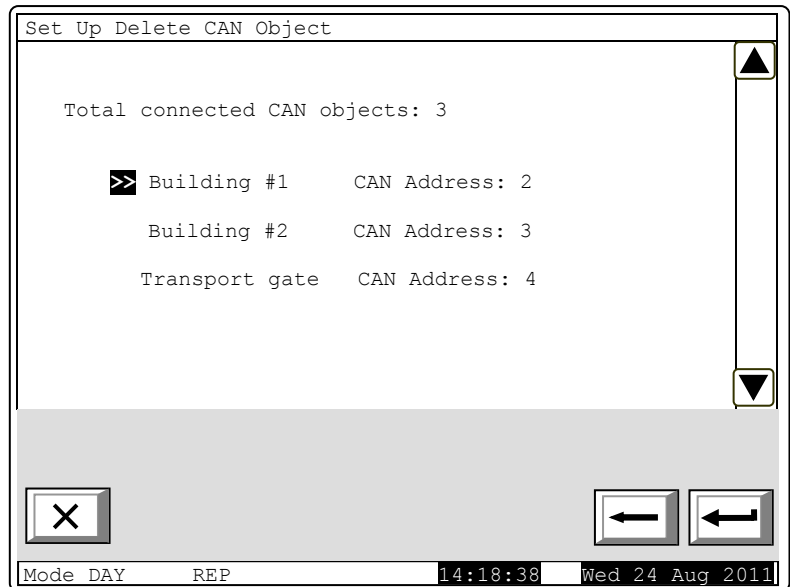 Set Up Delete CAN Object
Total connected CAN objects: 3
>> Building #1 CAN Address: 2
Building #2 CAN Address: 3
Transport gate CAN Address: 4
Mode DAY REP 14:18:38 Wed 24 Aug 2011